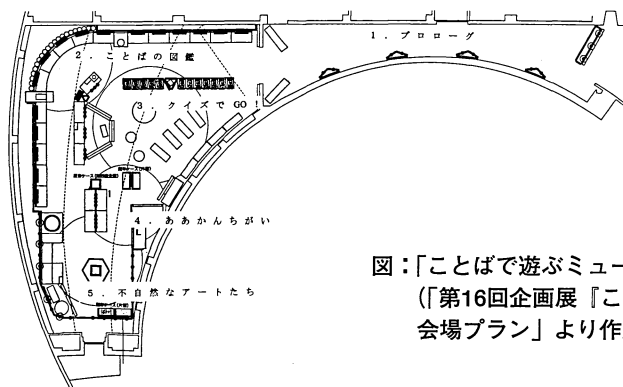 1．プロローグ
2．ことばの図鑑
3．クイズでGO！
4．ああかんちがい
5．不自然なアートたち
図：「ことばで遊ぶミュー
（「第16回企画展『こ
会場プラン」より作